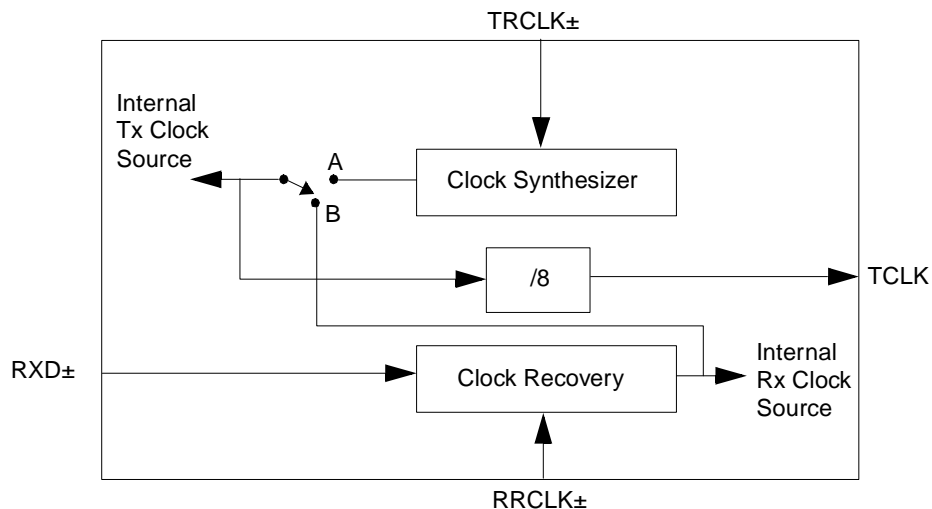 TRCLK±
Internal
Tx Clock
Source
A
Clock Synthesizer
B
/8
TCLK
RXD±
Clock Recovery
Internal
Rx Clock
Source
RRCLK±